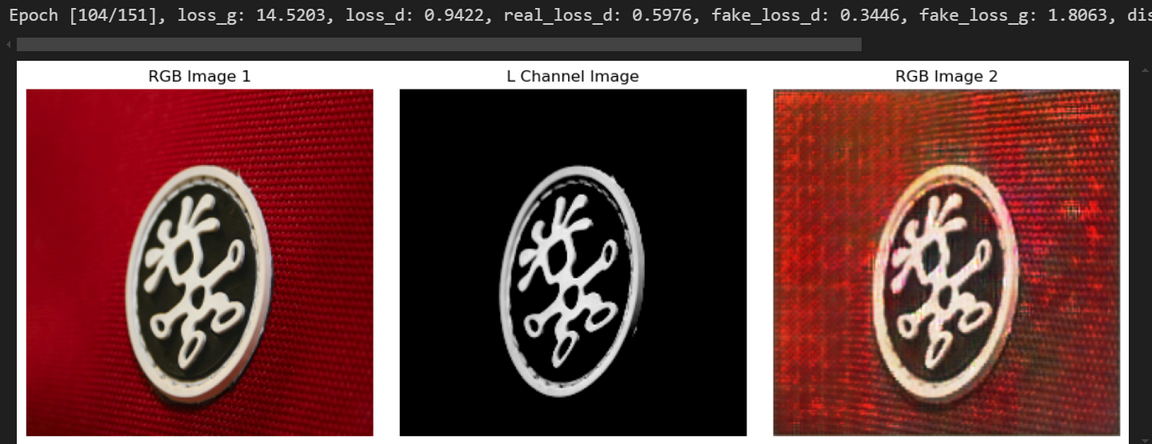 Epoch [104/151], loss_g: 14.5203, loss_d: 0.9422, real_loss_d: 0.5976, fake_loss_d: 0.3446, fake_loss_g: 1.8063,
RGB Image 1
L Channel Image
RGB Image 2